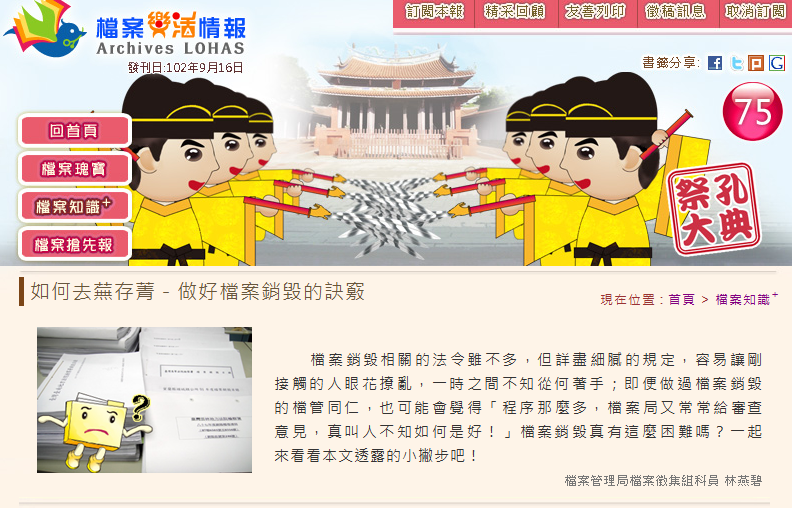 訂閱本報
精采回顧
友善列印
徵稿訊息
取消訂閱
檔案樂活情報
Archives LOHAS
發刊日:102年9月16日
書籤分享:
75
回首頁
檔案瑰寶
檔案知識+
檔案搶先報
祭孔
大典
如何去蕪存菁 - 做好檔案銷毀的訣竅
現在位置:首頁 > 檔案知識+
檔案銷毀相關的法令雖不多，但詳盡細膩的規定，容易讓剛
接觸的人眼花撩亂，一時之間不知從何著手；即便做過檔案銷毀
的檔管同仁，也可能會覺得「程序那麼多，檔案局又常常給審查
意見，真叫人不知如何是好！」檔案銷毀真有這麼困難嗎？一起
來看看本文透露的小撇步吧！
檔案管理局檔案徵集組科員 林燕碧